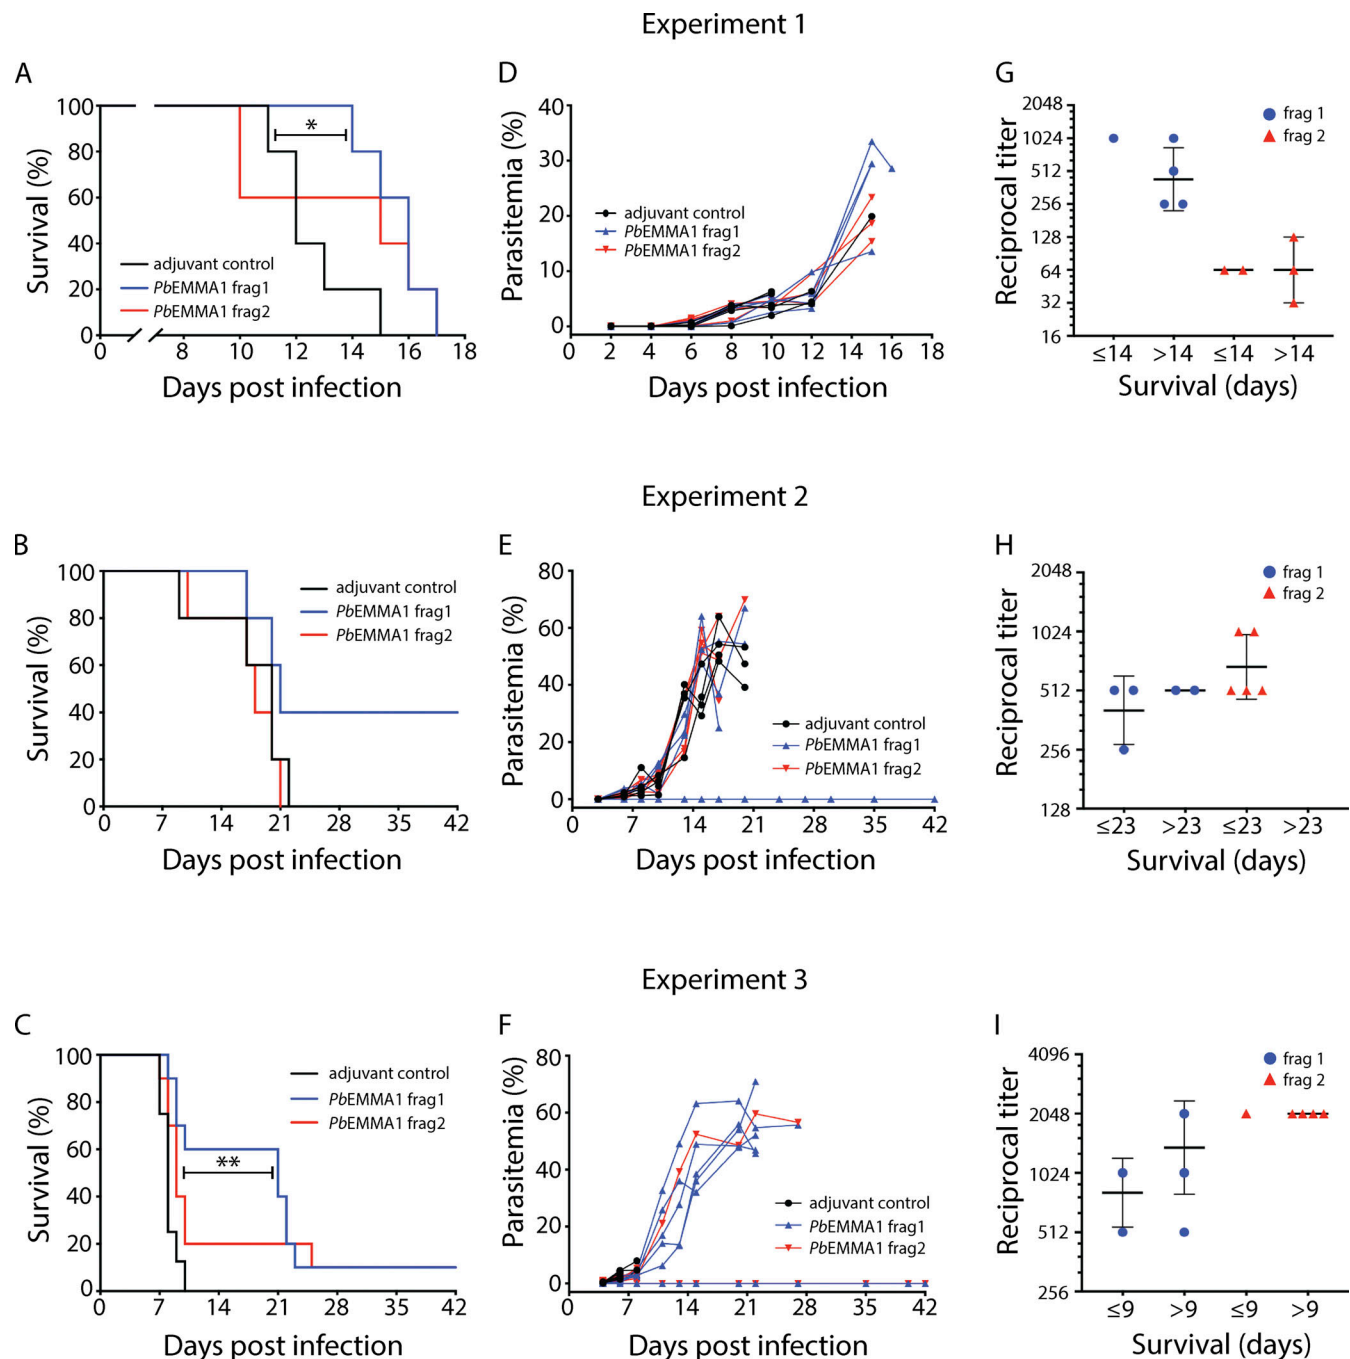 Experiment 1
A
Survival (%)
100
80
60
40
20
0
*
adjuvant control
PbEMMA1 frag1
PbEMMA1 frag2
0 8 10 12 14 16 18
Days post infection
D
Parasitemia (%)
40
30
20
10
0
adjuvant control
PbEMMA1 frag1
PbEMMA1 frag2
0 2 4 6 8 10 12 14 16 18
Days post infection
G
Reciprocal titer
2048
1024
512
256
128
64
32
16
frag 1
frag 2
≤14 >14 ≤14 >14
Survival (days)
Experiment 2
B
Survival (%)
100
80
60
40
20
0
adjuvant control
PbEMMA1 frag1
PbEMMA1 frag2
0 7 14 21 28 35 42
Days post infection
E
Parasitemia (%)
80
60
40
20
0
adjuvant control
PbEMMA1 frag1
PbEMMA1 frag2
0 7 14 21 28 35 42
Days post infection
H
Reciprocal titer
2048
1024
512
256
128
frag 1
frag 2
≤23 >23 ≤23 >23
Survival (days)
Experiment 3
C
Survival (%)
100
80
60
40
20
0
**
adjuvant control
PbEMMA1 frag1
PbEMMA1 frag2
0 7 14 21 28 35 42
Days post infection
F
Parasitemia (%)
80
60
40
20
0
adjuvant control
PbEMMA1 frag1
PbEMMA1 frag2
0 7 14 21 28 35 42
Days post infection
I
Reciprocal titer
4096
2048
1024
512
256
frag 1
frag 2
≤9 >9 ≤9 >9
Survival (days)